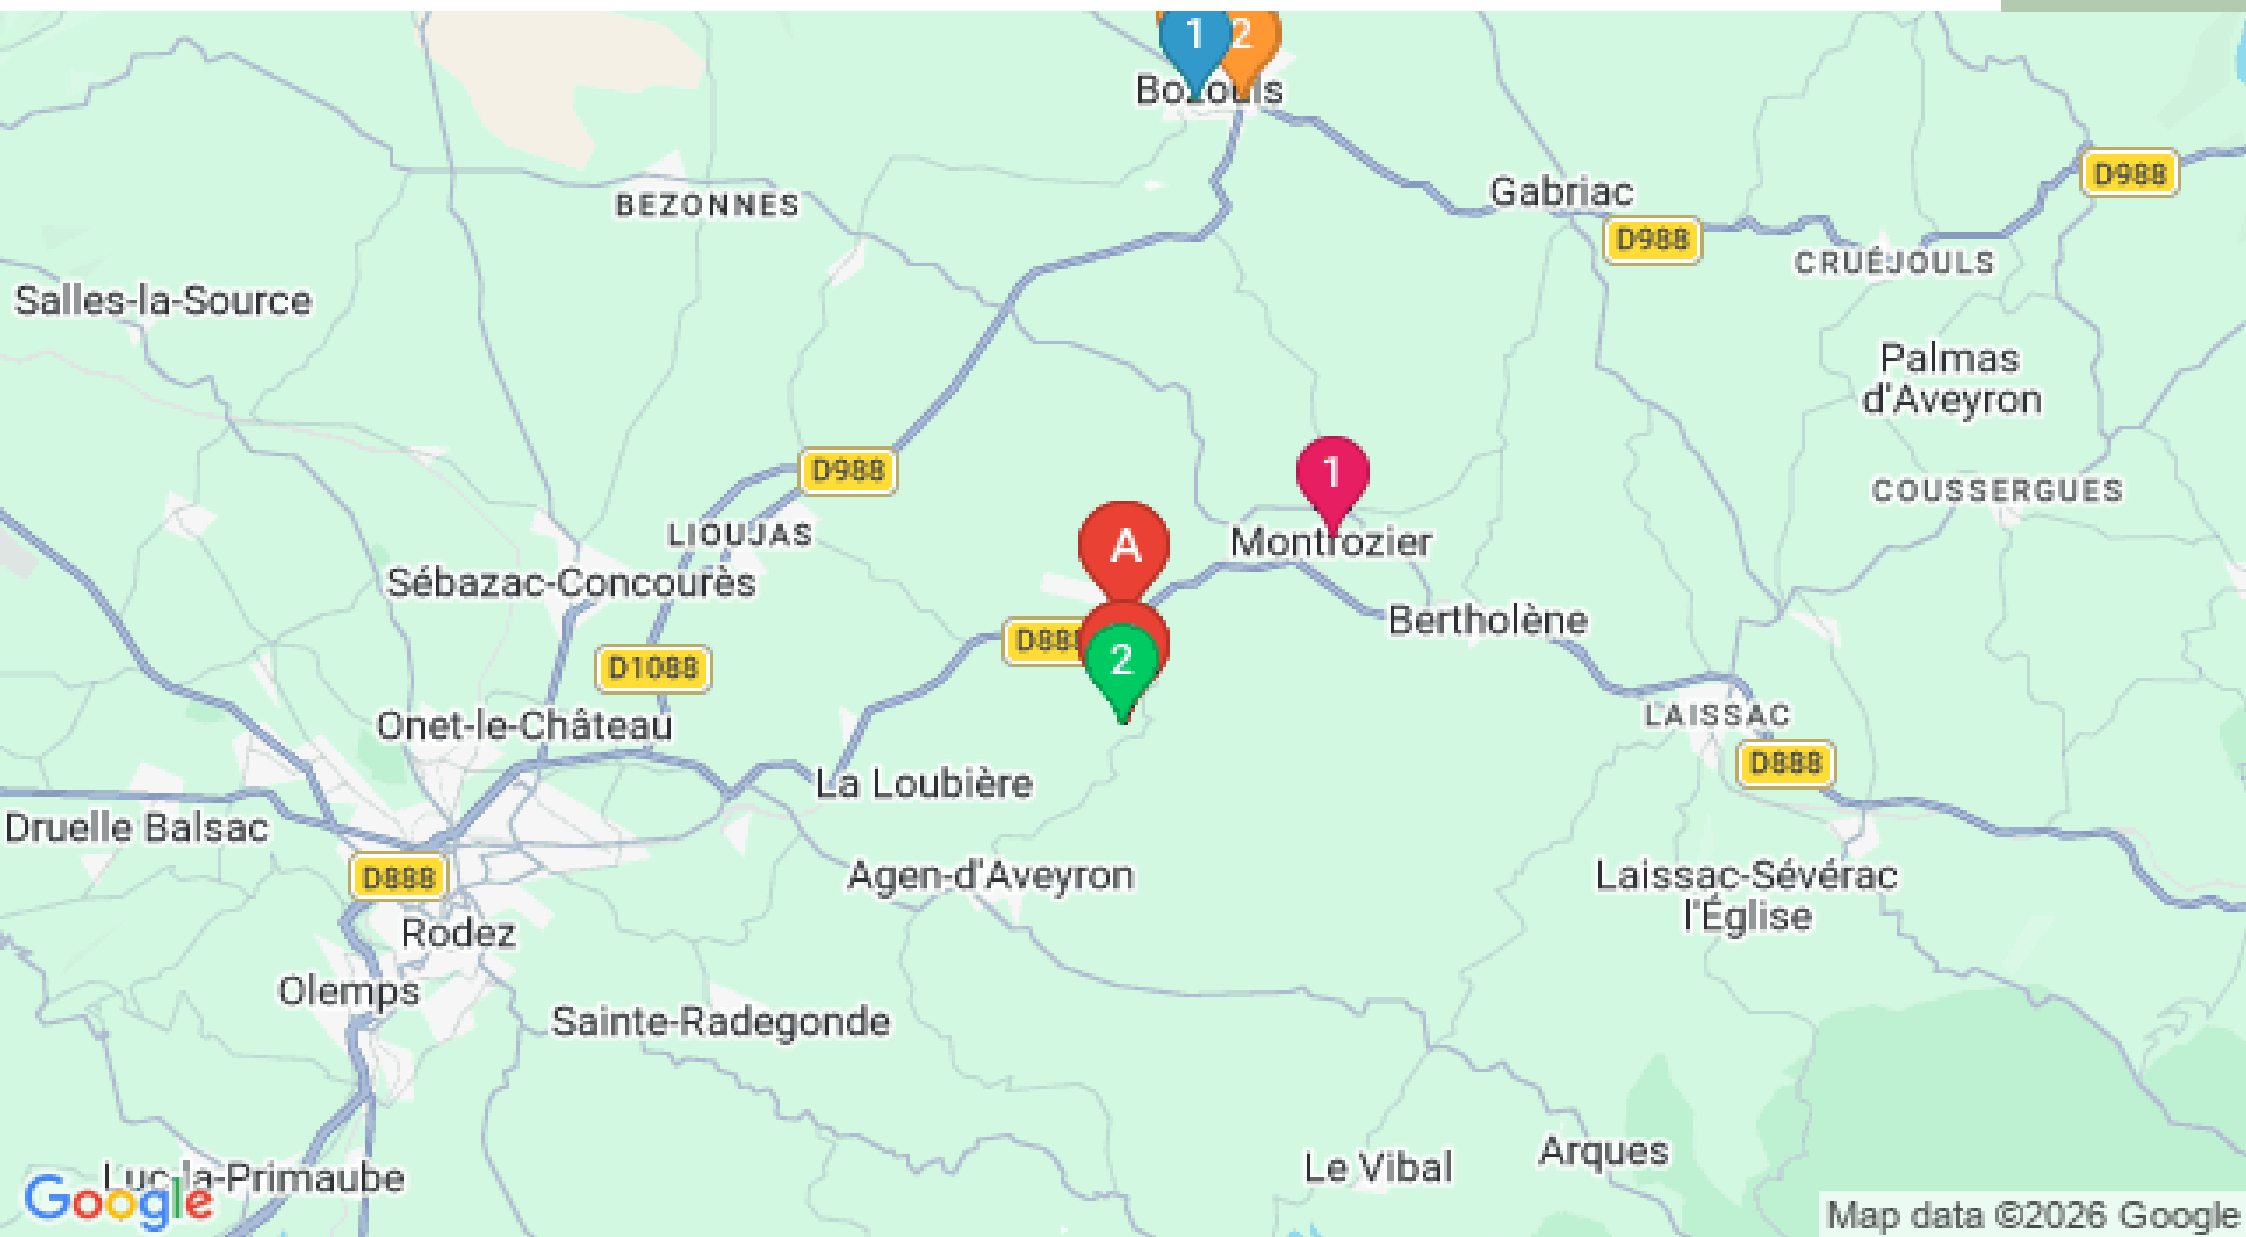 1
2
Bozouls
D988
BEZONNES
Gabriac
D988
CRUÉJOULS
Salles-la-Source
Palmas
d'Aveyron
D988
1
COUSSERGUES
LIOUJAS
A
Montrozier
Sébazac-Concourès
Bertholène
D888
2
D1088
LAISSAC
Onet-le-Château
D888
La Loubière
Druelle Balsac
D888
Agen-d'Aveyron
Laissac-Sévérac
l'Église
Rodez
Olemps
Sainte-Radegonde
Arques
Le Vibal
Luc-la-Primaube
Google
Map data ©2026 Google